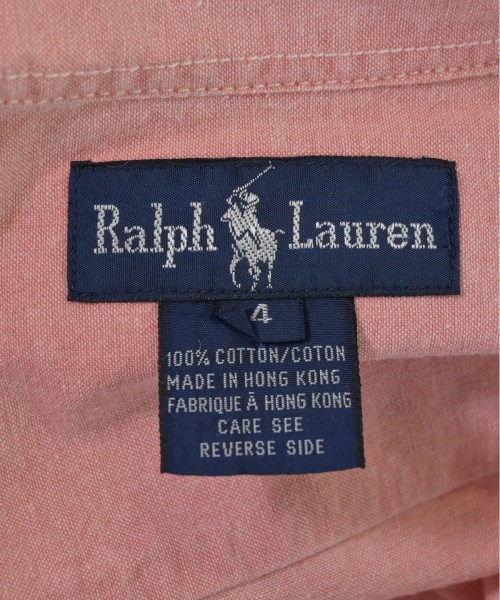 Ralph Lauren
4
100% COTTON/COTON
MADE IN HONG KONG
FABRIQUE À HONG KONG
CARE SEE
REVERSE SIDE